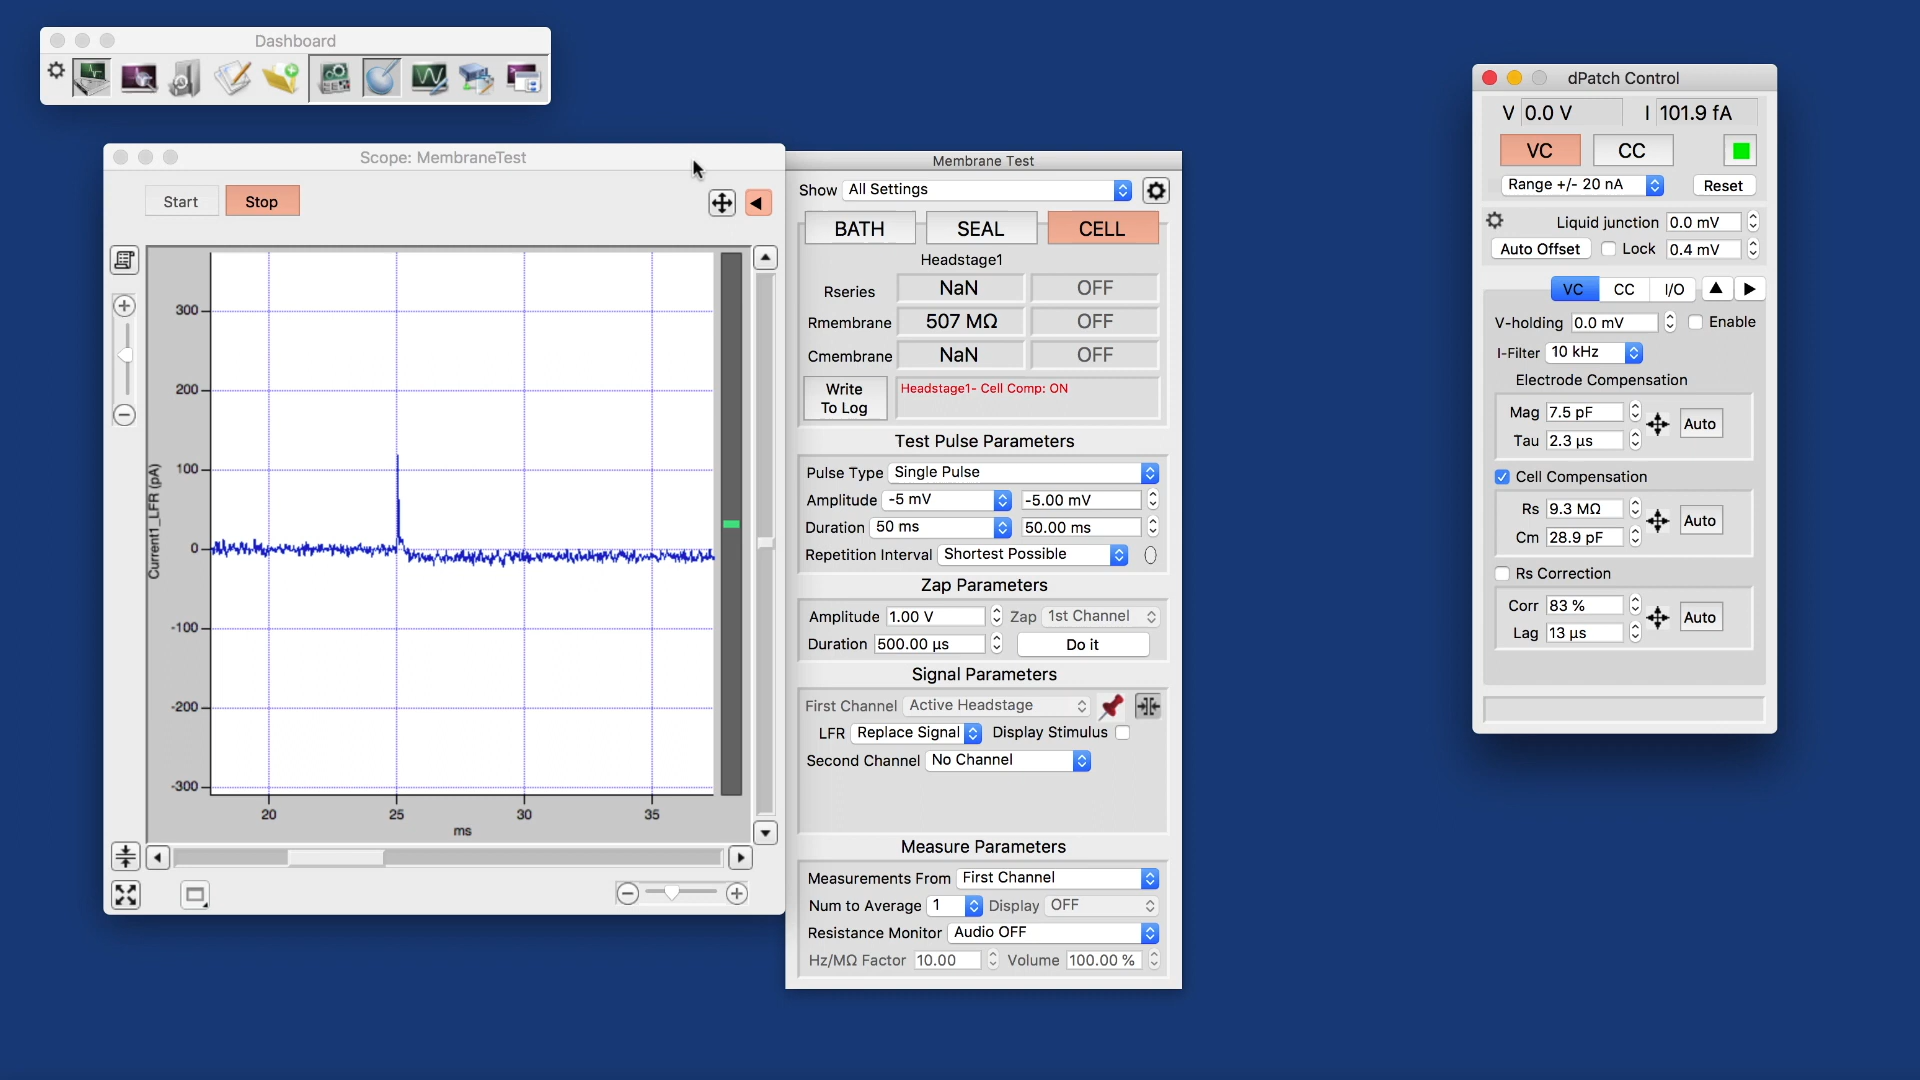 Dashboard
Scope: MembraneTest
Start Stop
Current1_LFR (pA)
300
200
100
0
-100
-200
-300
20 25 30 35
ms
Membrane Test
Show All Settings
BATH SEAL CELL
Headstage1
Rseries NaN OFF
Rmembrane 507 MΩ OFF
Cmembrane NaN OFF
Write
To Log
Headstage1- Cell Comp: ON
Test Pulse Parameters
Pulse Type Single Pulse
Amplitude -5 mV -5.00 mV
Duration 50 ms 50.00 ms
Repetition Interval Shortest Possible
Zap Parameters
Amplitude 1.00 V Zap 1st Channel
Duration 500.00 µs Do it
Signal Parameters
First Channel Active Headstage
LFR Replace Signal Display Stimulus
Second Channel No Channel
Measure Parameters
Measurements From First Channel
Num to Average 1 Display OFF
Resistance Monitor Audio OFF
Hz/MΩ Factor 10.00 Volume 100.00 %
dPatch Control
V 0.0 V I 101.9 fA
VC CC
Range +/- 20 nA Reset
Liquid junction 0.0 mV
Auto Offset Lock 0.4 mV
VC CC I/O
V-holding 0.0 mV Enable
I-Filter 10 kHz
Electrode Compensation
Mag 7.5 pF
Tau 2.3 µs
Auto
Cell Compensation
Rs 9.3 MΩ
Cm 28.9 pF
Auto
Rs Correction
Corr 83 %
Lag 13 µs
Auto